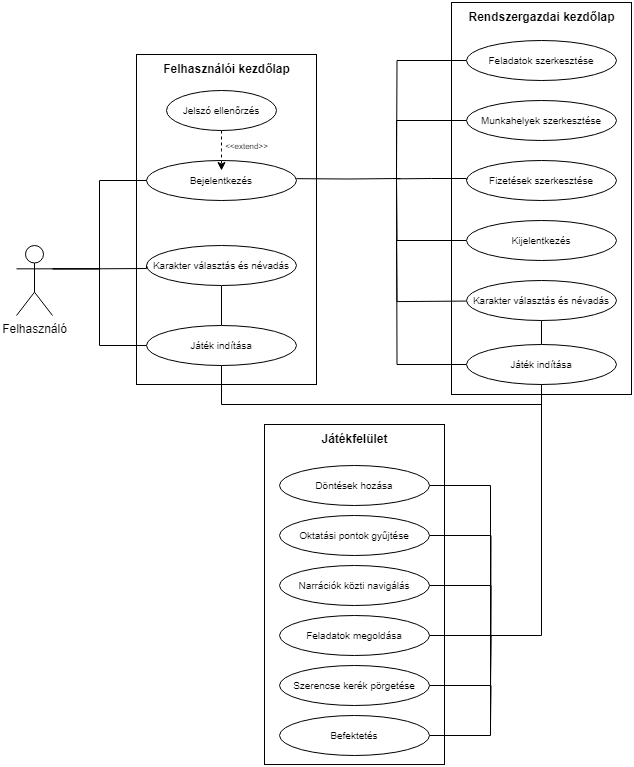 Rendszergazdai kezdőlap
Feladatok szerkesztése
Munkahelyek szerkesztése
Fizetések szerkesztése
Kijelentkezés
Karakter választás és névadás
Játék indítása
Felhasználói kezdőlap
Jelszó ellenőrzés
<<extend>>
Bejelentkezés
Karakter választás és névadás
Játék indítása
Felhasználó
Játékfelület
Döntések hozása
Oktatási pontok gyűjtése
Narrációk közti navigálás
Feladatok megoldása
Szerencse kerék pörgetése
Befektetés